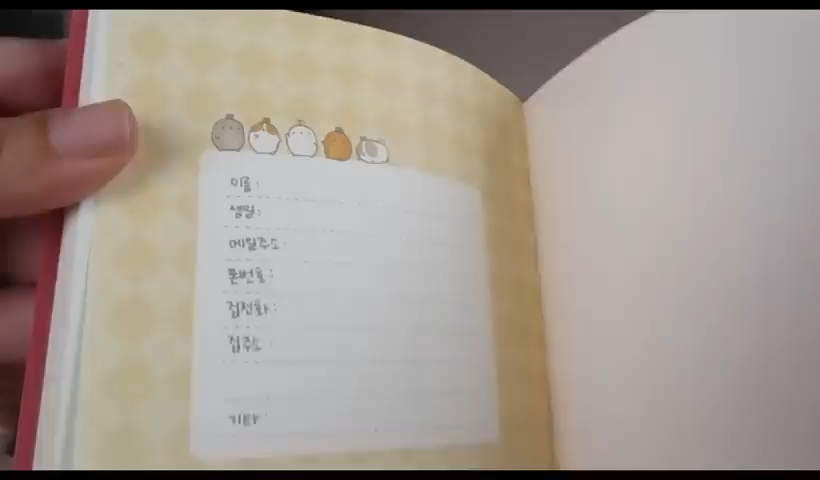 이름 :
생일 :
메일주소 :
폰번호 :
집전화 :
집주소 :
기타 :